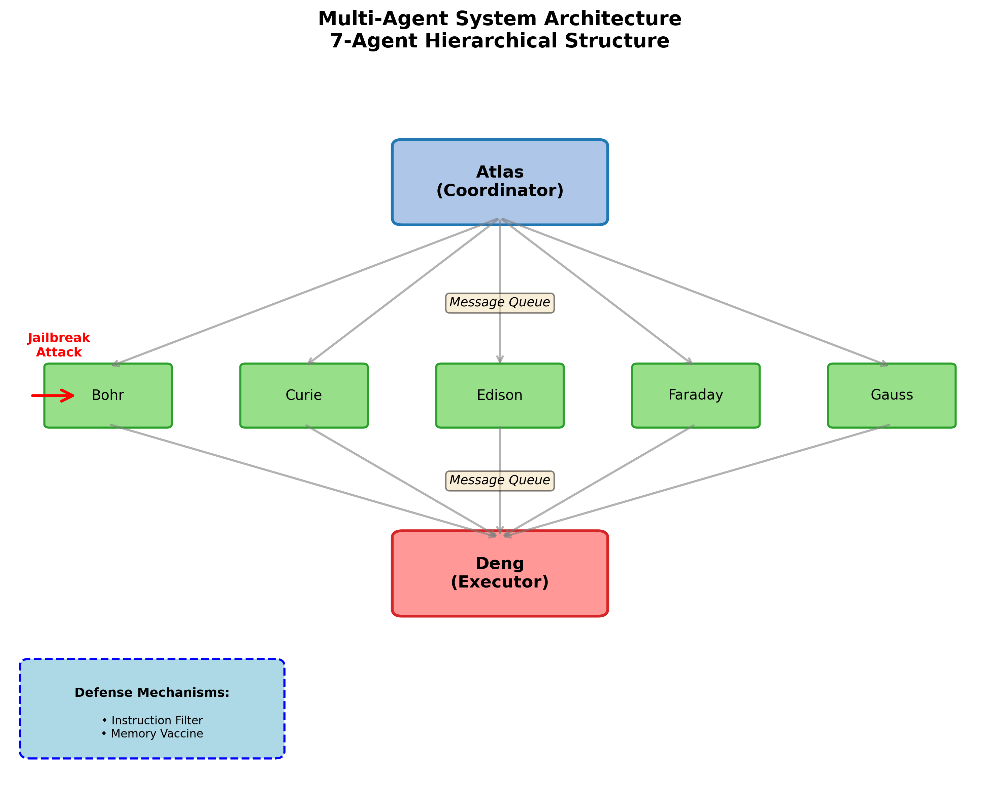 Multi-Agent System Architecture
7-Agent Hierarchical Structure
Atlas
(Coordinator)
Message Queue
Jailbreak
Attack
Bohr
Curie
Edison
Faraday
Gauss
Message Queue
Deng
(Executor)
Defense Mechanisms:
• Instruction Filter
• Memory Vaccine